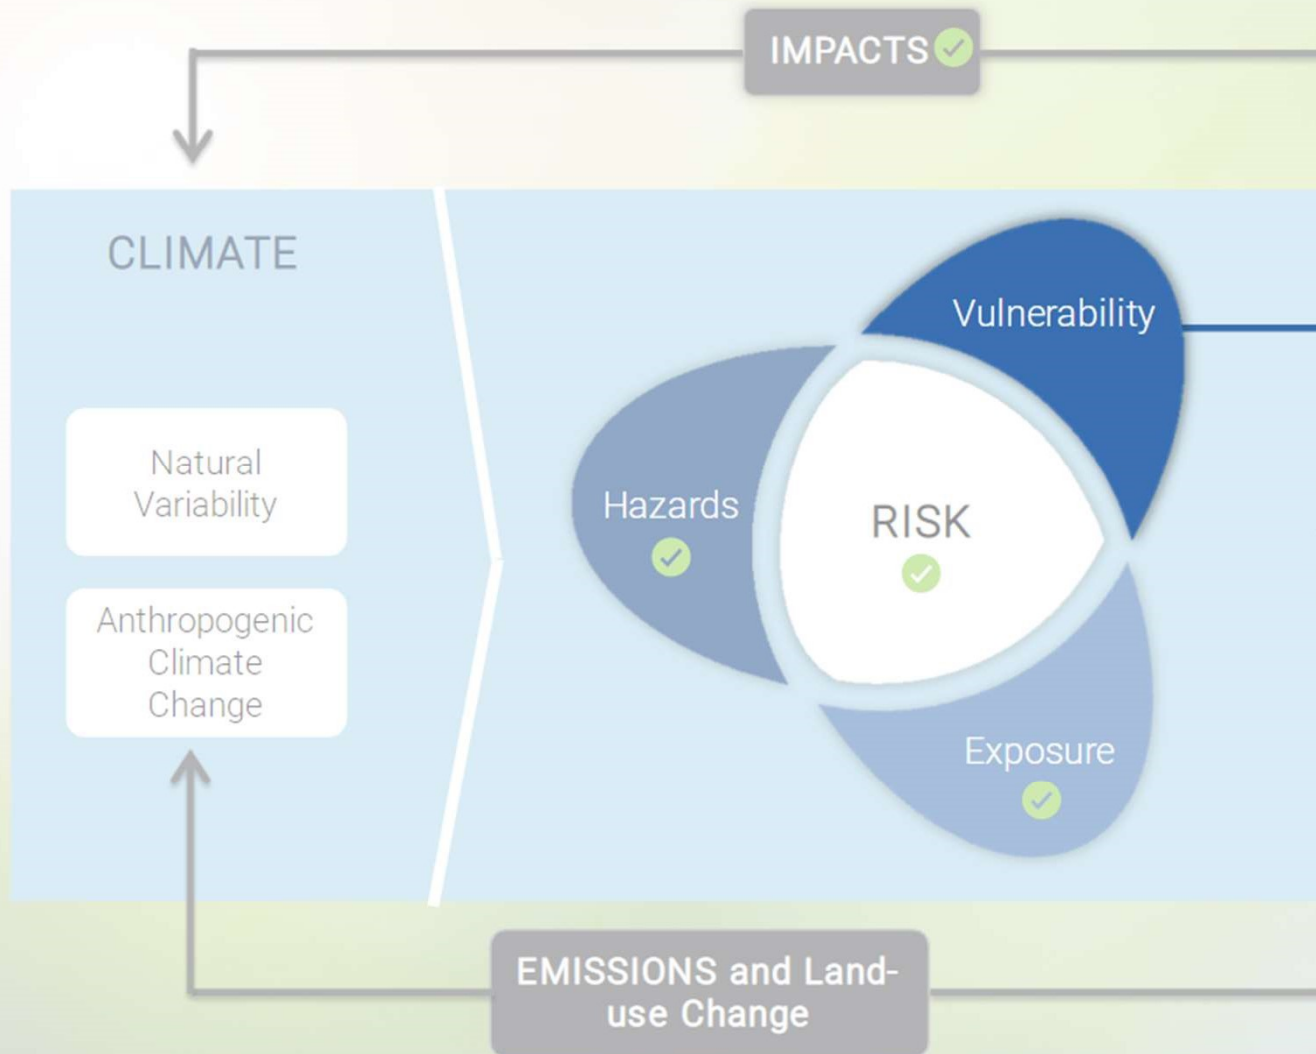 IMPACTS
CLIMATE
Vulnerability
Natural
Variability
Hazards
RISK
Anthropogenic
Climate
Change
Exposure
EMISSIONS and Land-
use Change